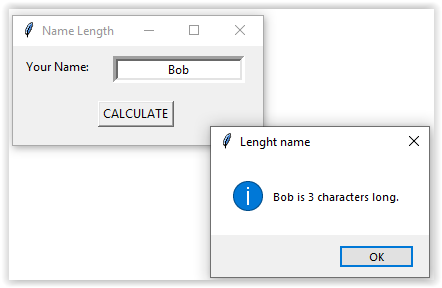 Name Length
Your Name:
Bob
CALCULATE
Lenght name
Bob is 3 characters long.
OK